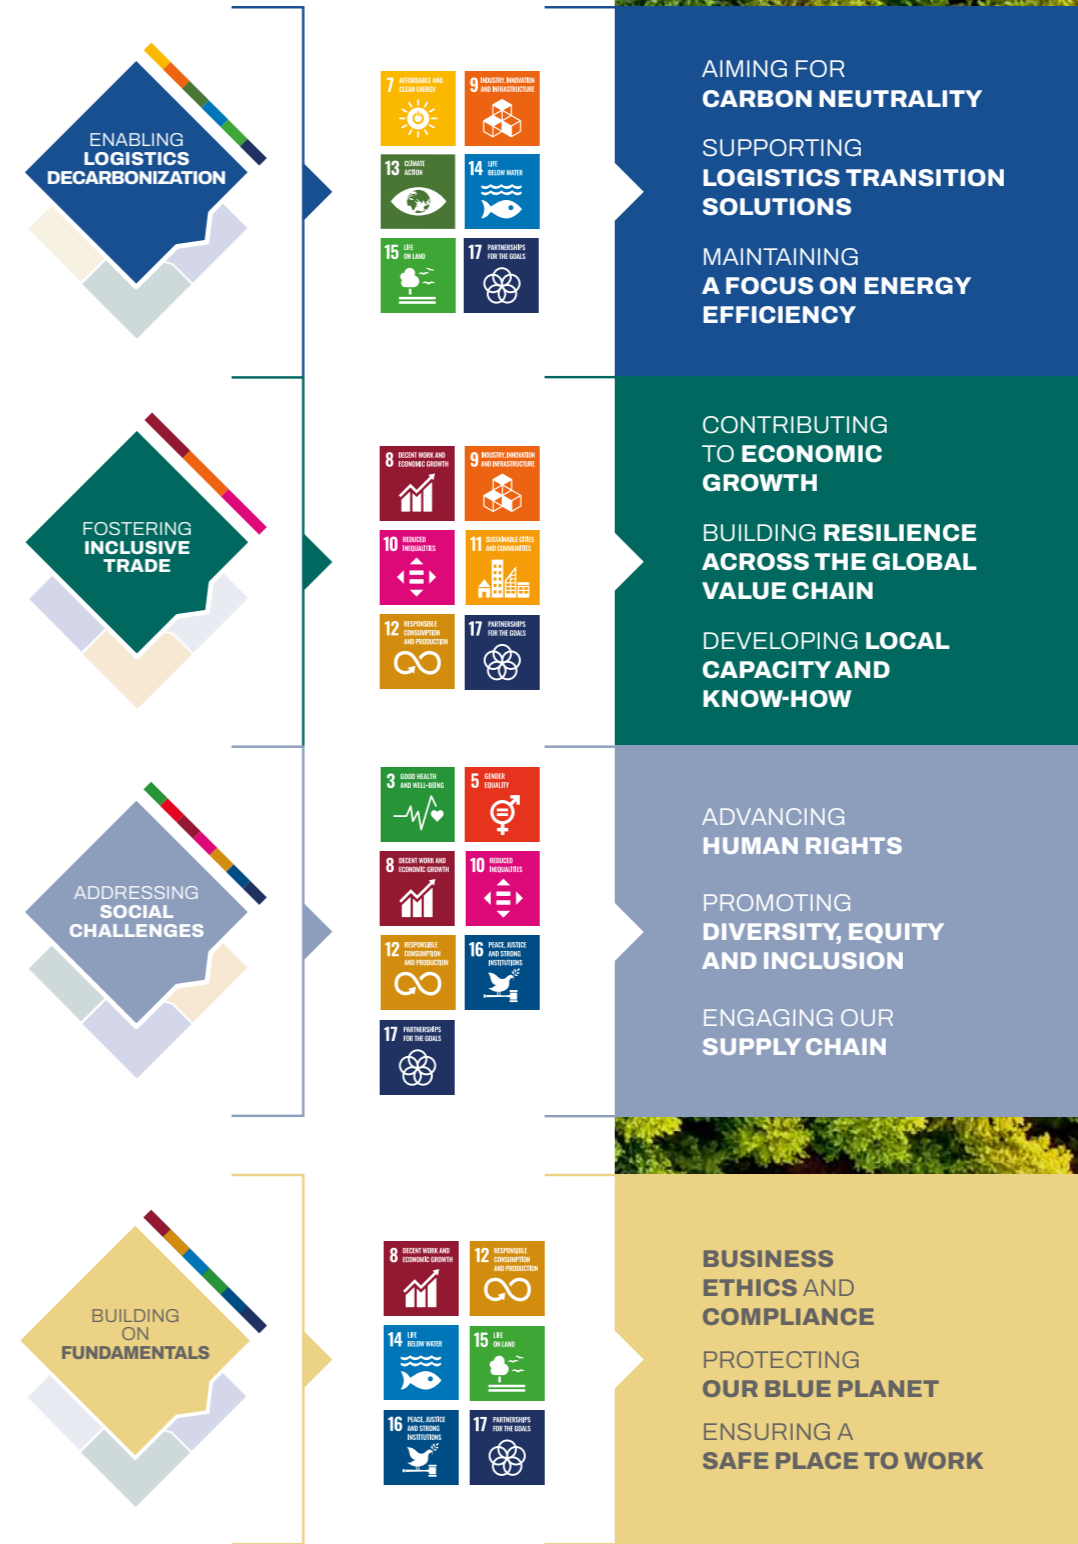 ENABLING
LOGISTICS
DECARBONIZATION
7 AFFORDABLE AND
CLEAN ENERGY
9 INDUSTRY, INNOVATION
AND INFRASTRUCTURE
13 CLIMATE
ACTION
14 LIFE
BELOW WATER
15 LIFE
ON LAND
17 PARTNERSHIPS
FOR THE GOALS
AIMING FOR
CARBON NEUTRALITY
SUPPORTING
LOGISTICS TRANSITION
SOLUTIONS
MAINTAINING
A FOCUS ON ENERGY
EFFICIENCY
FOSTERING
INCLUSIVE
TRADE
8 DECENT WORK AND
ECONOMIC GROWTH
9 INDUSTRY, INNOVATION
AND INFRASTRUCTURE
10 REDUCED
INEQUALITIES
11 SUSTAINABLE CITIES
AND COMMUNITIES
12 RESPONSIBLE
CONSUMPTION
AND PRODUCTION
17 PARTNERSHIPS
FOR THE GOALS
CONTRIBUTING
TO ECONOMIC
GROWTH
BUILDING RESILIENCE
ACROSS THE GLOBAL
VALUE CHAIN
DEVELOPING LOCAL
CAPACITY AND
KNOW-HOW
ADDRESSING
SOCIAL
CHALLENGES
3 GOOD HEALTH
AND WELL-BEING
5 GENDER
EQUALITY
8 DECENT WORK AND
ECONOMIC GROWTH
10 REDUCED
INEQUALITIES
12 RESPONSIBLE
CONSUMPTION
AND PRODUCTION
16 PEACE, JUSTICE
AND STRONG
INSTITUTIONS
17 PARTNERSHIPS
FOR THE GOALS
ADVANCING
HUMAN RIGHTS
PROMOTING
DIVERSITY, EQUITY
AND INCLUSION
ENGAGING OUR
SUPPLY CHAIN
BUILDING
ON
FUNDAMENTALS
8 DECENT WORK AND
ECONOMIC GROWTH
12 RESPONSIBLE
CONSUMPTION
AND PRODUCTION
14 LIFE
BELOW WATER
15 LIFE
ON LAND
16 PEACE, JUSTICE
AND STRONG
INSTITUTIONS
17 PARTNERSHIPS
FOR THE GOALS
BUSINESS
ETHICS AND
COMPLIANCE
PROTECTING
OUR BLUE PLANET
ENSURING A
SAFE PLACE TO WORK